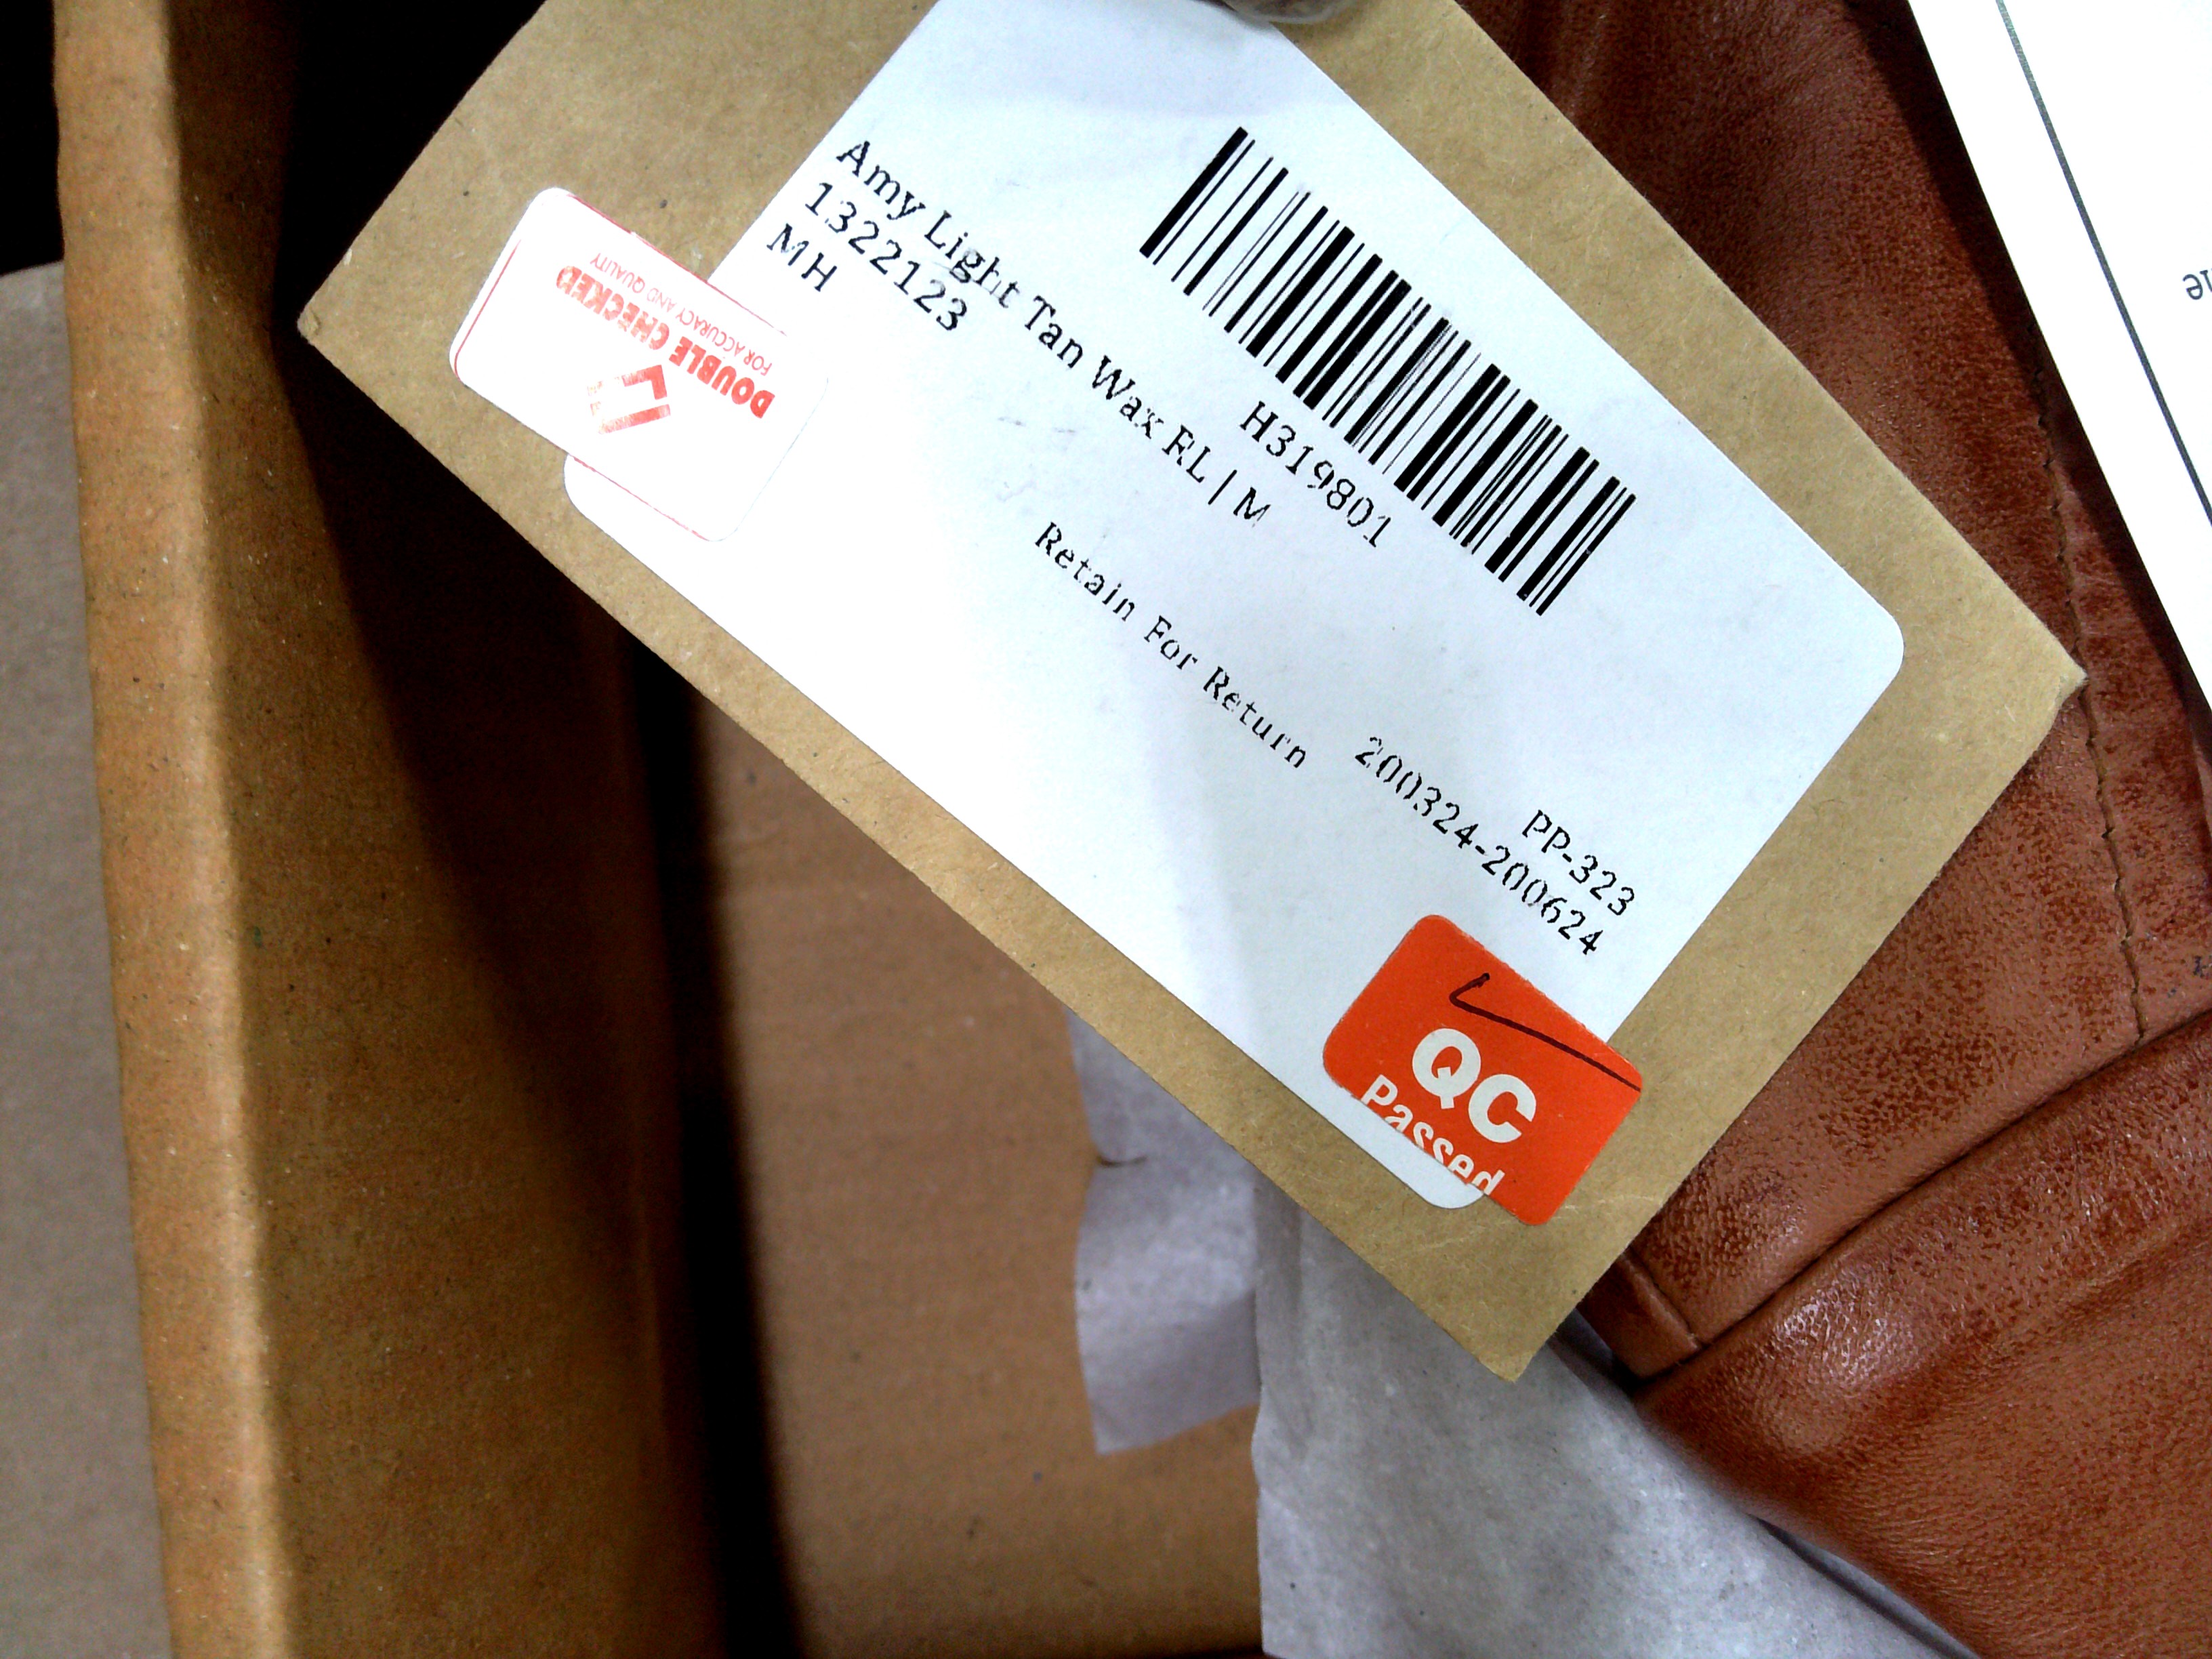 H319801
Amy Light Tan Wax RL | M
1322123
MH
Retain For Return
PP-323
200324-200624
QC
Passed
DOUBLE CHECKED
FOR ACCURACY AND QUALITY